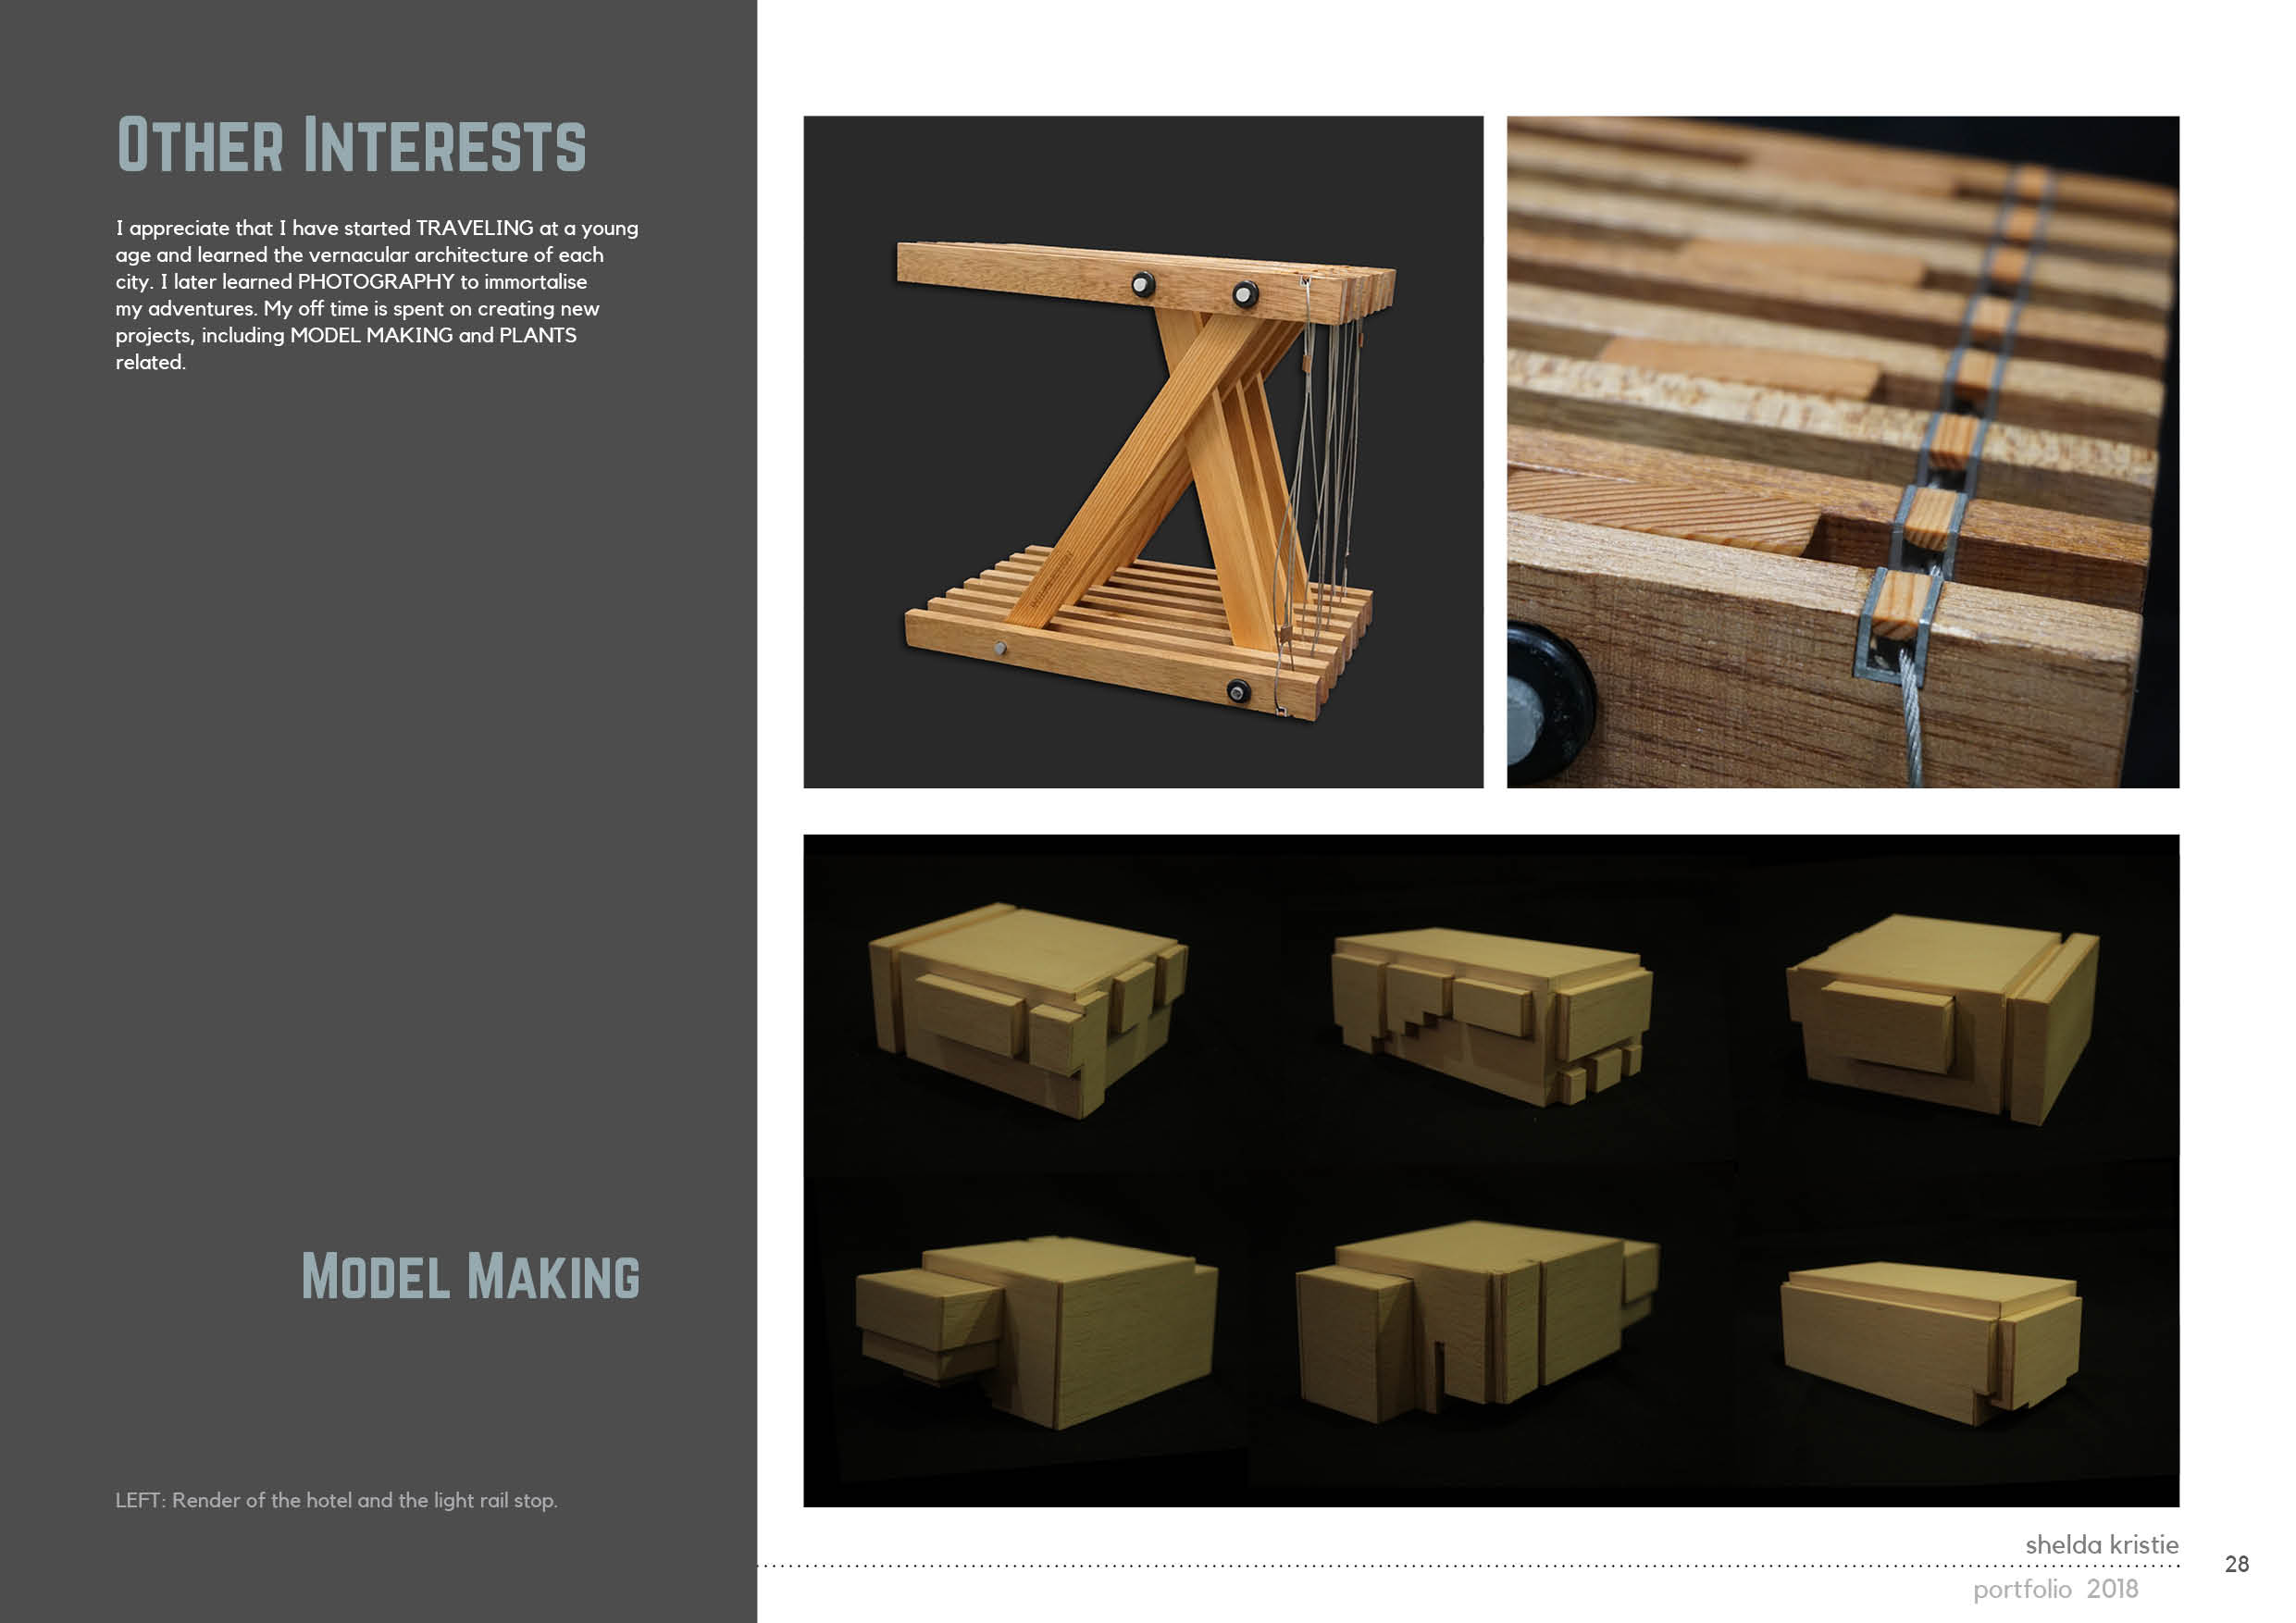 OTHER INTERESTS
I appreciate that I have started TRAVELING at a young
age and learned the vernacular architecture of each
city. I later learned PHOTOGRAPHY to immortalise
my adventures. My off time is spent on creating new
projects, including MODEL MAKING and PLANTS
related.
MODEL MAKING
LEFT: Render of the hotel and the light rail stop.
shelda kristie
28
portfolio 2018